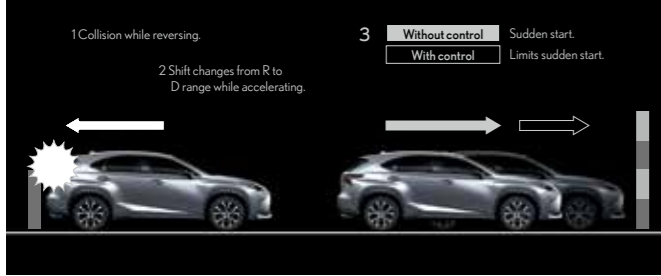 1 Collision while reversing.
2 Shift changes from R to
D range while accelerating.
3
Without control Sudden start.
With control Limits sudden start.